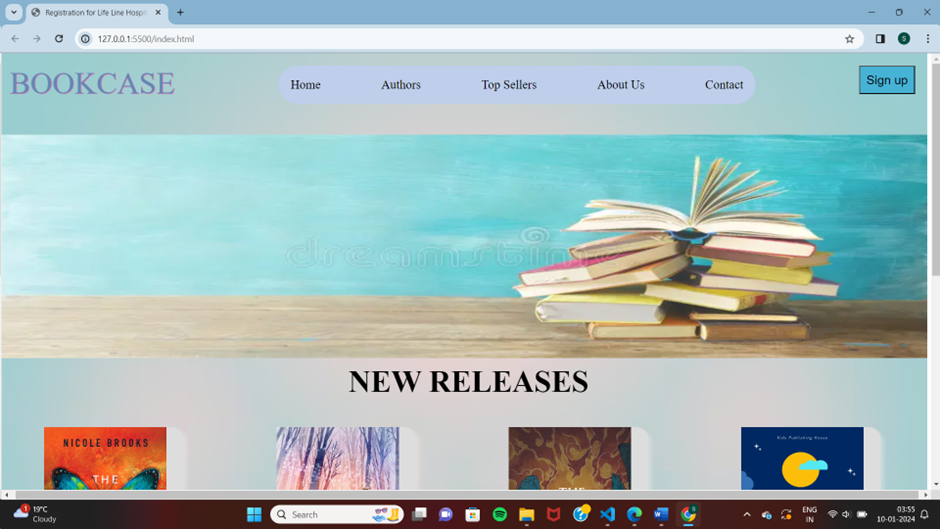 Registration for Life Line Hospi
127.0.0.1:5500/index.html
S
BOOKCASE
Home
Authors
Top Sellers
About Us
Contact
Sign up
dreamstime
NEW RELEASES
NICOLE BROOKS
THE
THE
Kids Publishing House
1
19°C
Cloudy
Search
ENG
IN
03:55
10-01-2024